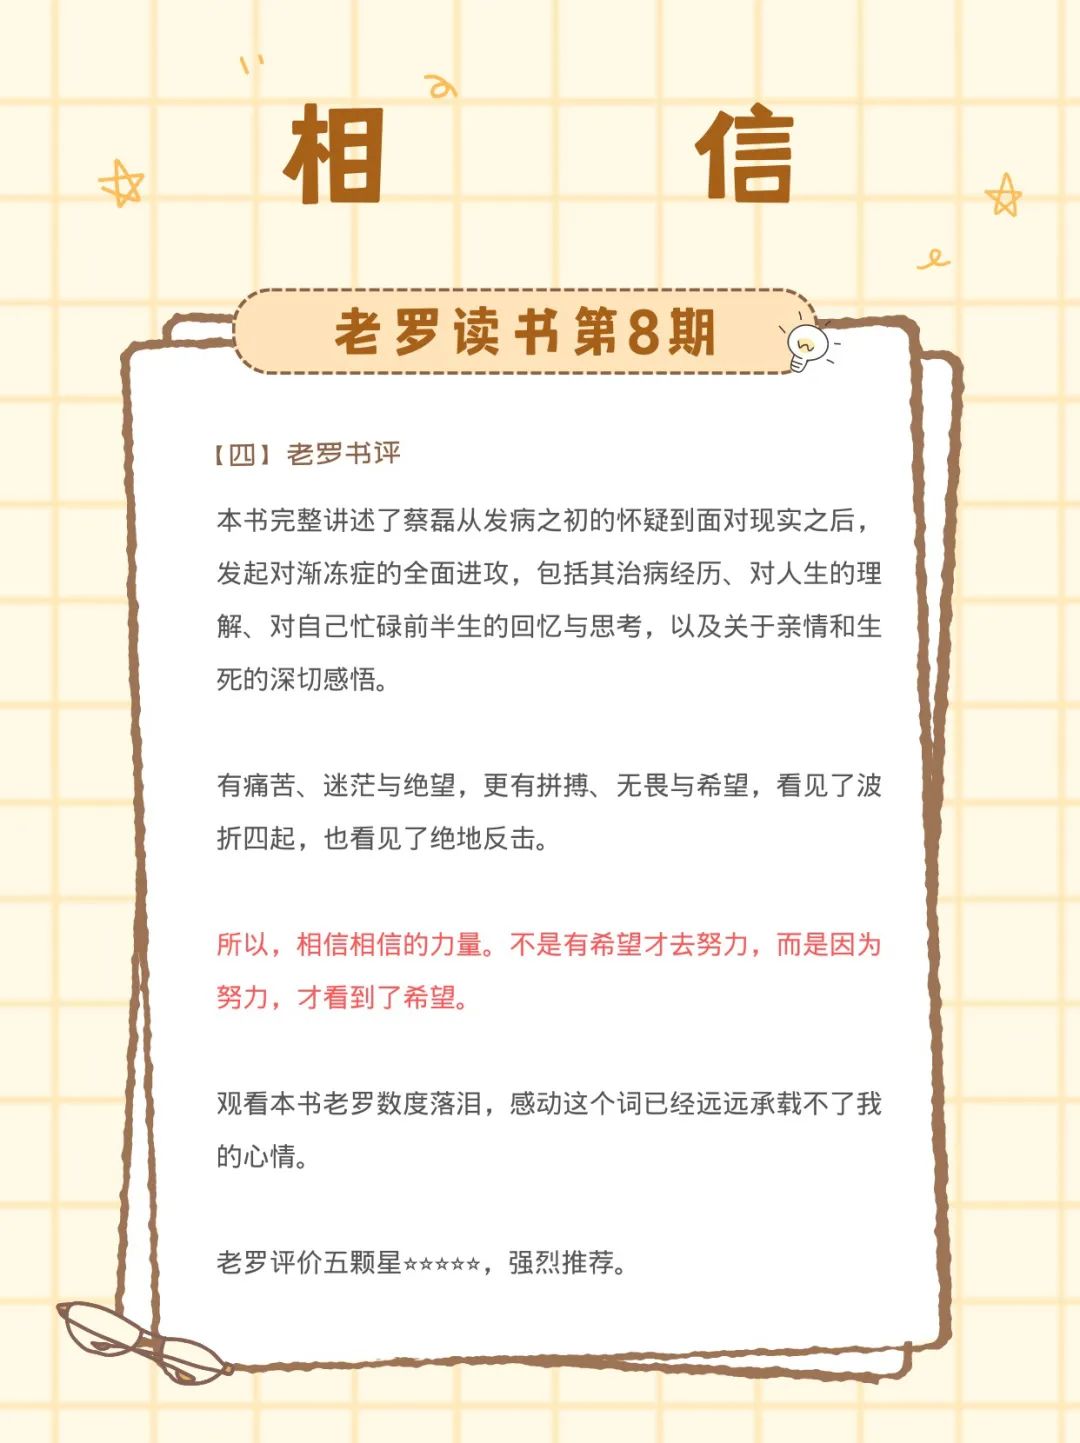 相 信
老罗读书第8期
【四】老罗书评
本书完整讲述了蔡磊从发病之初的怀疑到面对现实之后，
发起对渐冻症的全面进攻，包括其治病经历、对人生的理
解、对自己忙碌前半生的回忆与思考，以及关于亲情和生
死的深切感悟。
有痛苦、迷茫与绝望，更有拼搏、无畏与希望，看见了波
折四起，也看见了绝地反击。
所以，相信相信的力量。不是有希望才去努力，而是因为
努力，才看到了希望。
观看本书老罗数度落泪，感动这个词已经远远承载不了我
的心情。
老罗评价五颗星☆☆☆☆☆，强烈推荐。